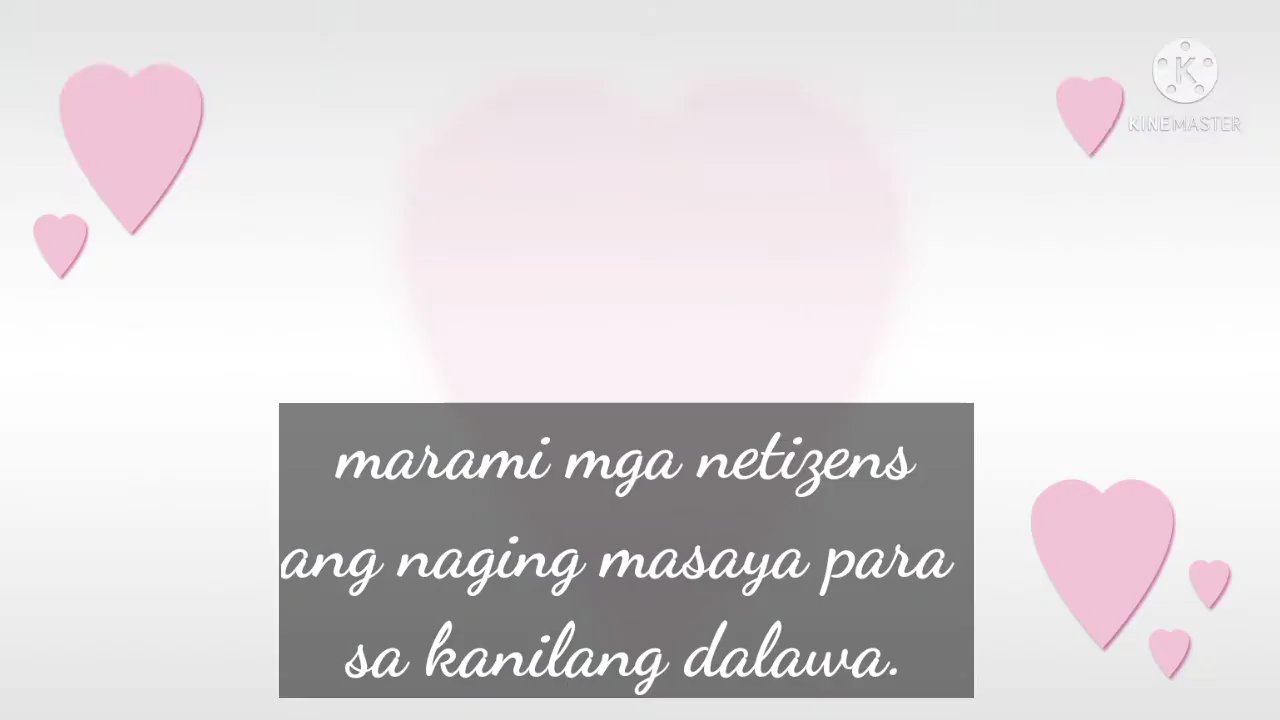 K
KINEMASTER
marami mga netizens
ang naging masaya para
sa kanilang dalawa.